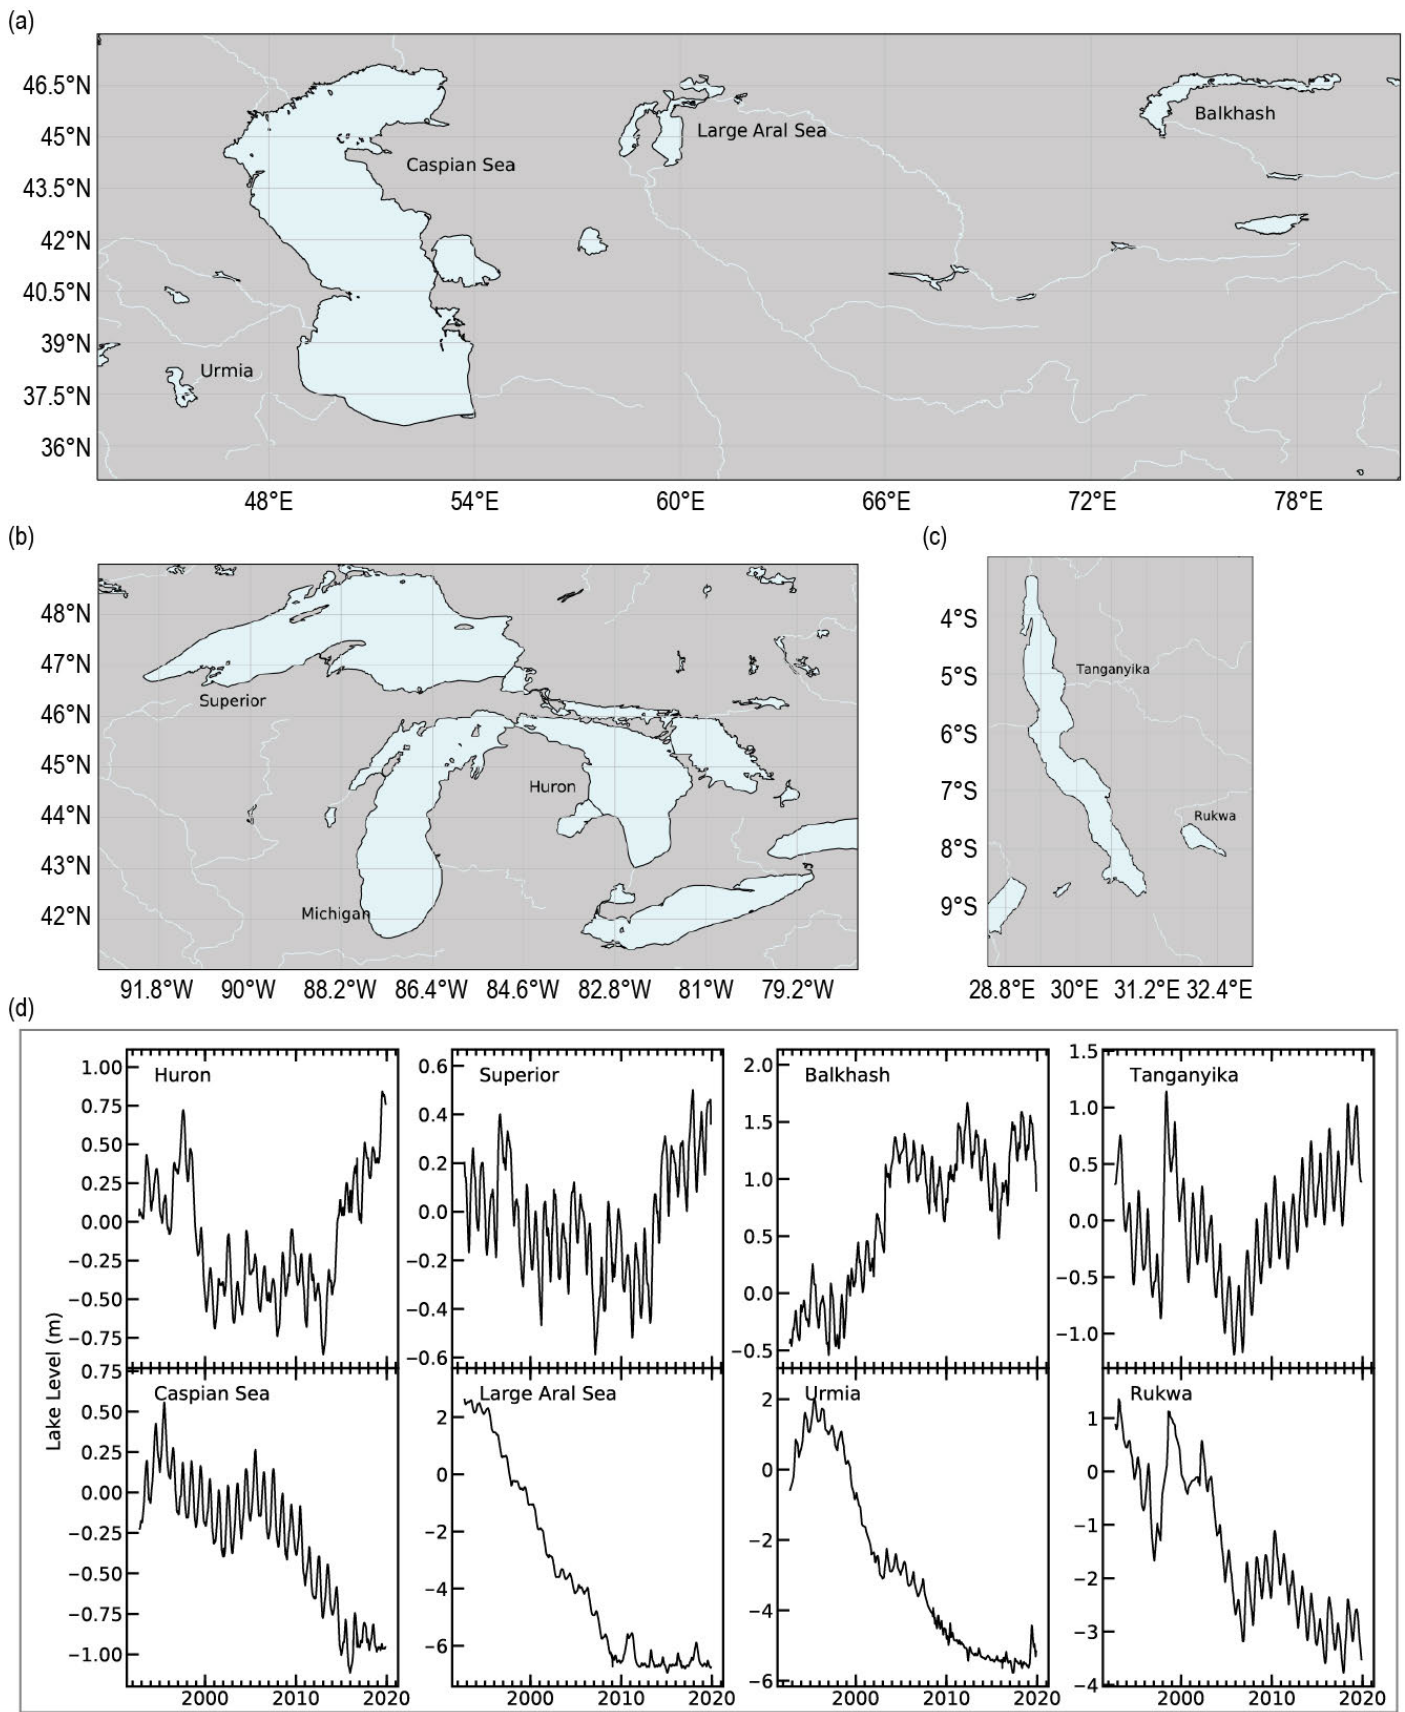 (a)
46.5°N
45°N
43.5°N
42°N
40.5°N
39°N
37.5°N
36°N
Caspian Sea
Large Aral Sea
Balkhash
Urmia
48°E 54°E 60°E 66°E 72°E 78°E
(b)
48°N
47°N
46°N
45°N
44°N
43°N
42°N
Superior
Huron
Michigan
91.8°W 90°W 88.2°W 86.4°W 84.6°W 82.8°W 81°W 79.2°W
(c)
4°S
5°S
6°S
7°S
8°S
9°S
Tanganyika
Rukwa
28.8°E 30°E 31.2°E 32.4°E
(d)
Lake Level (m)
Huron
1.00
0.75
0.50
0.25
0.00
−0.25
−0.50
−0.75
Superior
0.6
0.4
0.2
0.0
−0.2
−0.4
−0.6
Balkhash
2.0
1.5
1.0
0.5
0.0
−0.5
Tanganyika
1.5
1.0
0.5
0.0
−0.5
−1.0
Caspian Sea
0.75
0.50
0.25
0.00
−0.25
−0.50
−0.75
−1.00
2000 2010 2020
Large Aral Sea
2
0
−2
−4
−6
2000 2010 2020
Urmia
2
0
−2
−4
−6
2000 2010 2020
Rukwa
1
0
−1
−2
−3
−4
2000 2010 2020